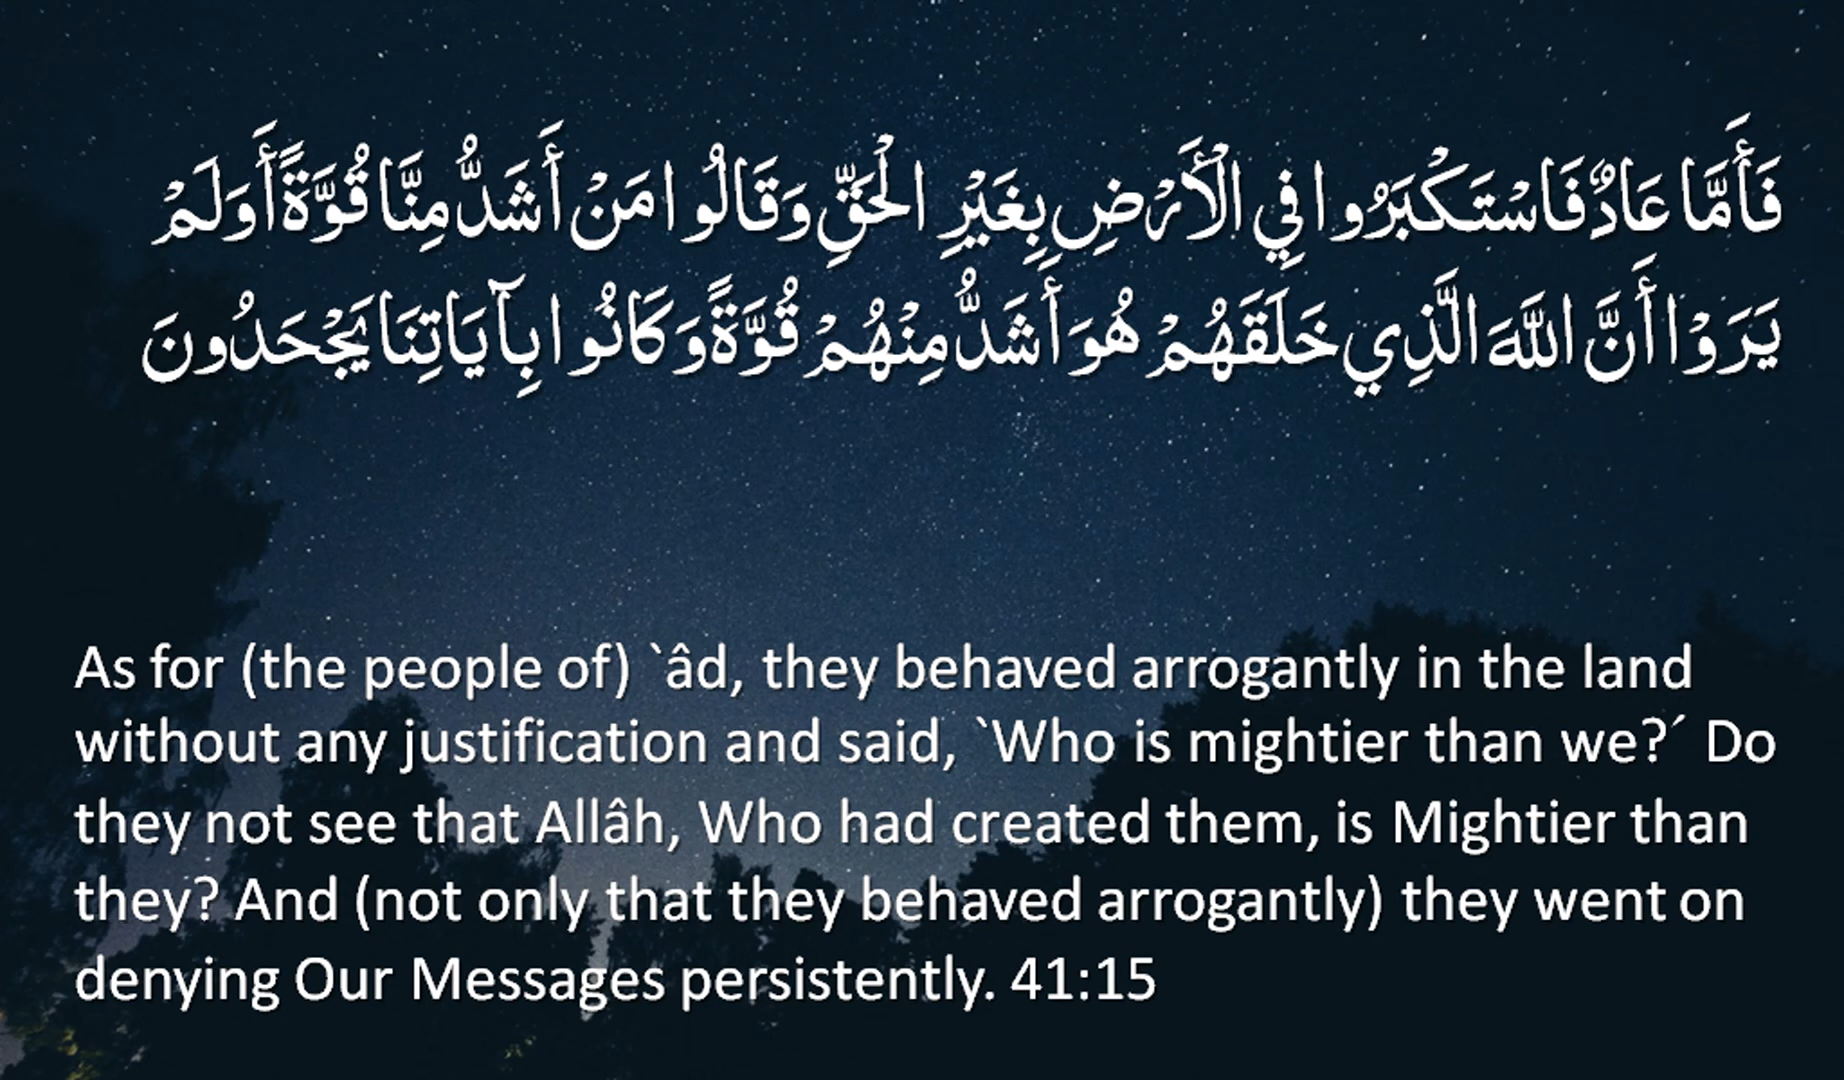 فَأَمَّا عَادٌ فَاسْتَكْبَرُوا فِي الْأَرْضِ بِغَيْرِ الْحَقِّ وَقَالُوا مَنْ أَشَدُّ مِنَّا قُوَّةً أَوَلَمْ
يَرَوْا أَنَّ اللَّهَ الَّذِي خَلَقَهُمْ هُوَ أَشَدُّ مِنْهُمْ قُوَّةً وَكَانُوا بِآيَاتِنَا يَجْحَدُونَ
As for (the people of) `âd, they behaved arrogantly in the land
without any justification and said, `Who is mightier than we?´ Do
they not see that Allâh, Who had created them, is Mightier than
they? And (not only that they behaved arrogantly) they went on
denying Our Messages persistently. 41:15